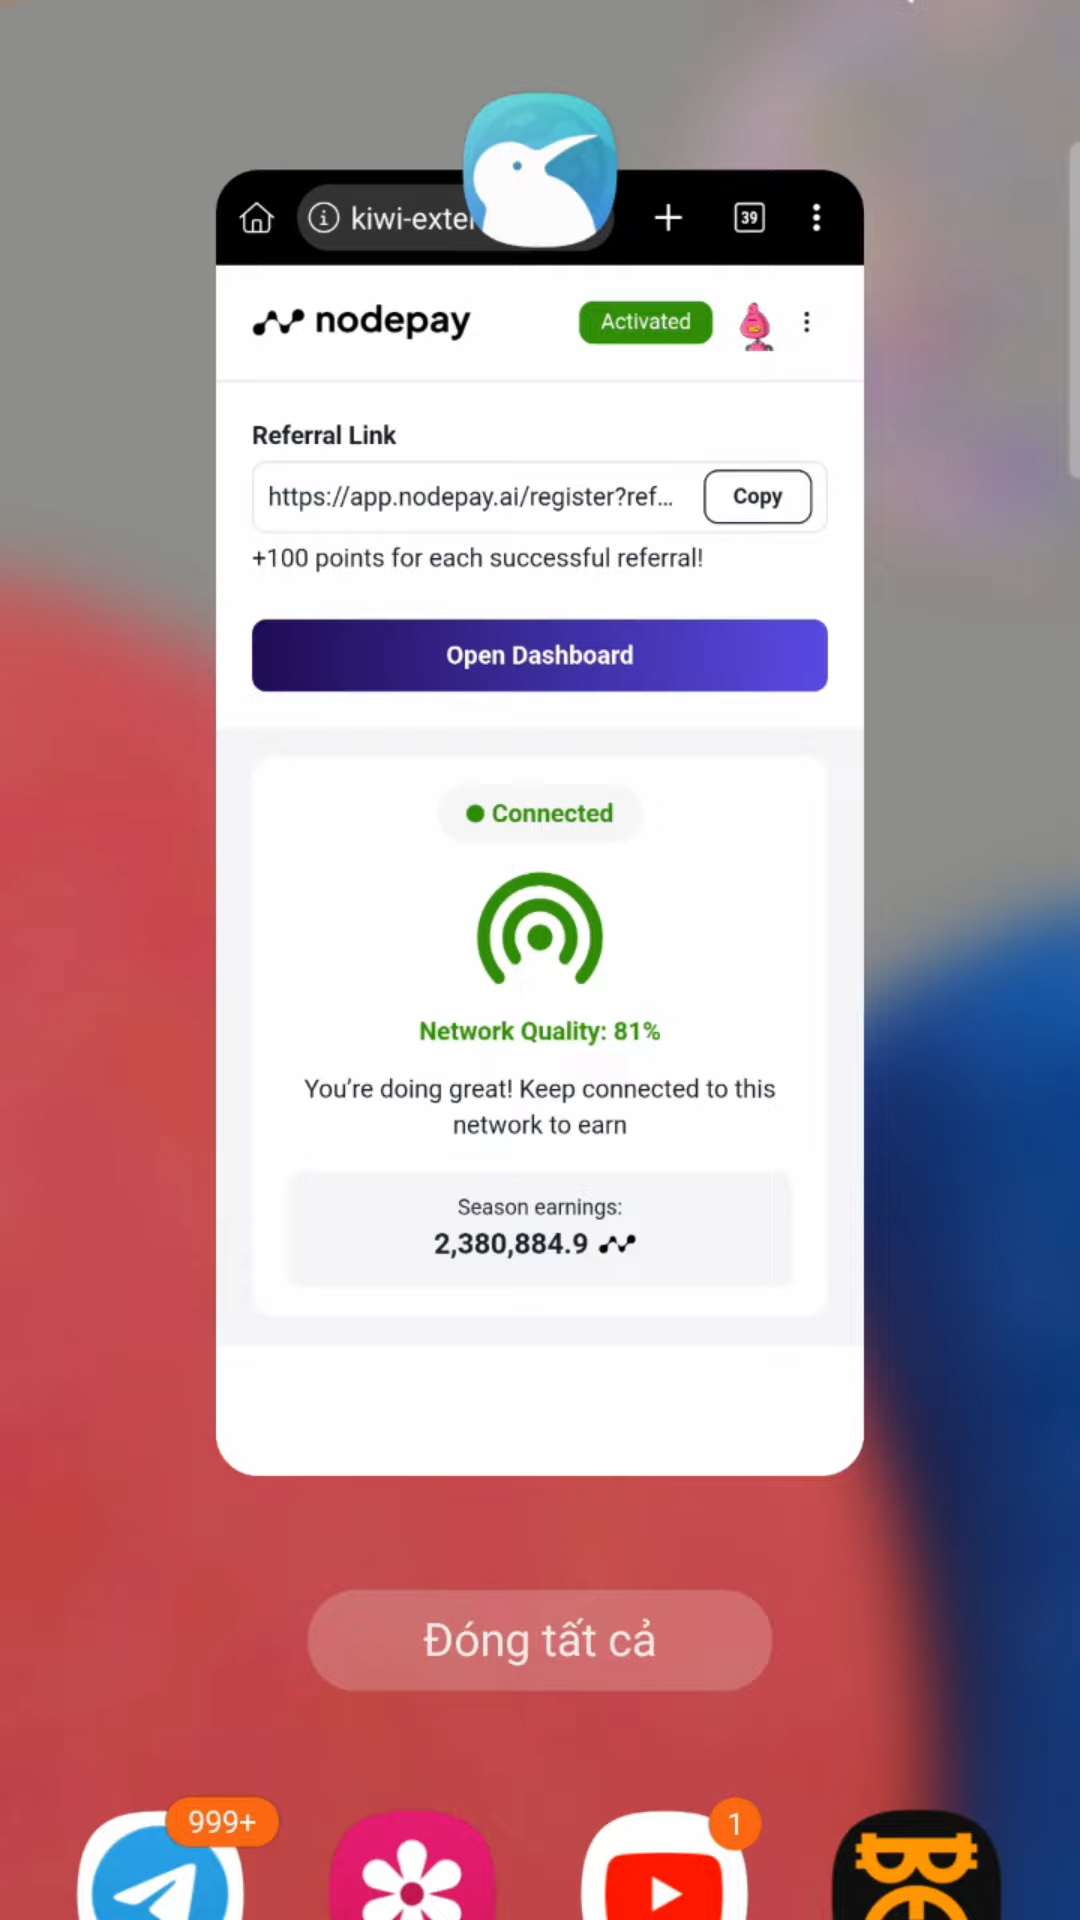 kiwi-exte
39
nodepay
Activated
Referral Link
https://app.nodepay.ai/register?ref...
Copy
+100 points for each successful referral!
Open Dashboard
Connected
Network Quality: 81%
You’re doing great! Keep connected to this
network to earn
Season earnings:
2,380,884.9
Đóng tất cả
999+
1